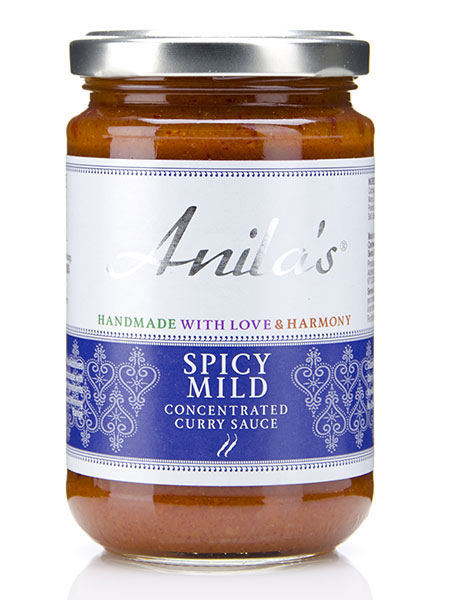 Anila's®
HANDMADE WITH LOVE & HARMONY
SPICY
MILD
CONCENTRATED
CURRY SAUCE